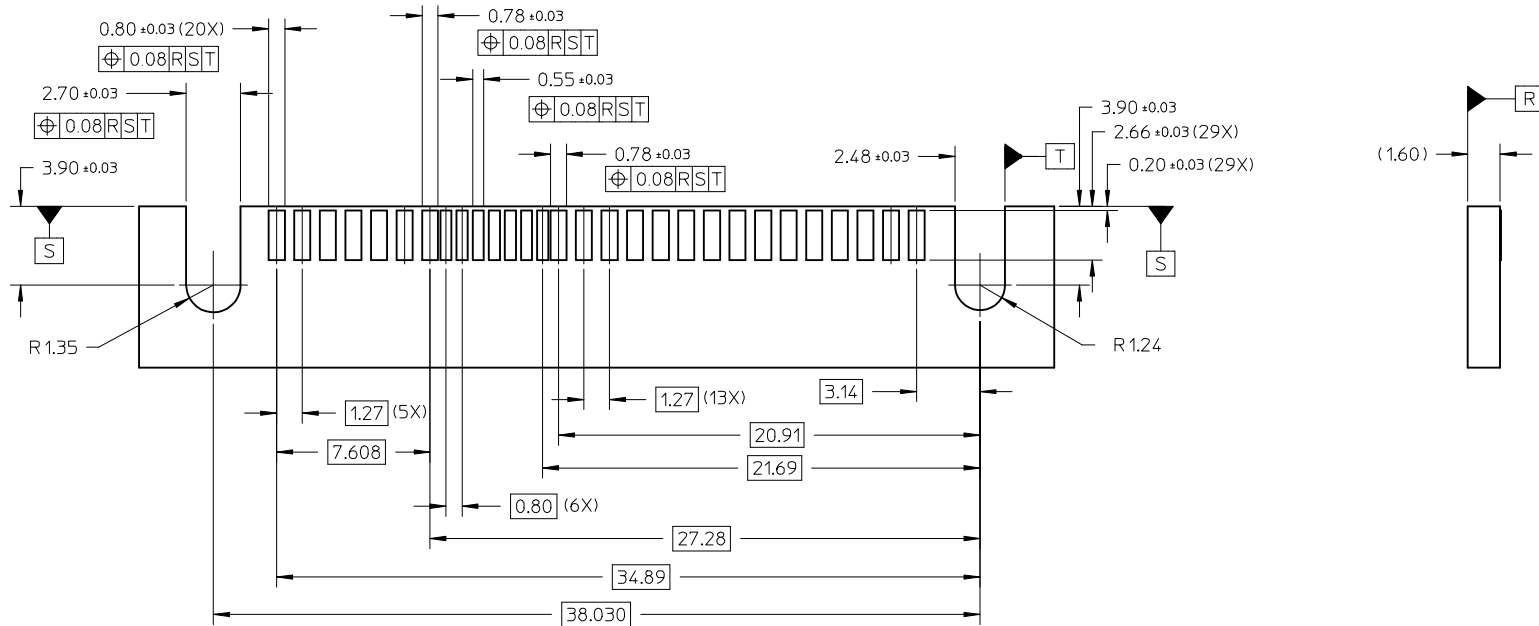 0.80 ±0.03 (20X)
⌖ 0.08 R S T
0.78 ±0.03
⌖ 0.08 R S T
2.70 ±0.03
⌖ 0.08 R S T
0.55 ±0.03
⌖ 0.08 R S T
3.90 ±0.03
0.78 ±0.03
⌖ 0.08 R S T
2.48 ±0.03
T
3.90 ±0.03
2.66 ±0.03 (29X)
0.20 ±0.03 (29X)
R
(1.60)
S
S
R 1.35
R 1.24
1.27 (5X)
1.27 (13X)
3.14
7.608
20.91
21.69
0.80 (6X)
27.28
34.89
38.030